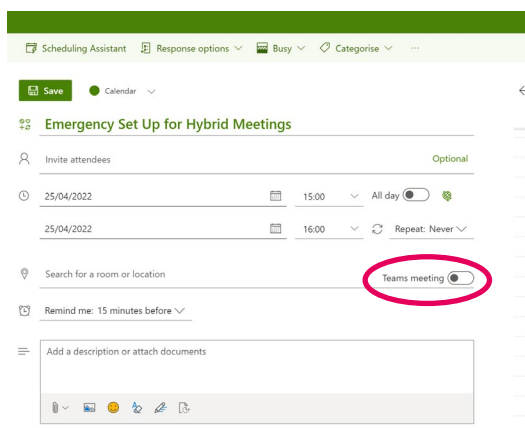 Scheduling Assistant Response options Busy Categorise ...
Save Calendar
Emergency Set Up for Hybrid Meetings
Invite attendees Optional
25/04/2022 15:00 All day
25/04/2022 16:00 Repeat: Never
Search for a room or location Teams meeting
Remind me: 15 minutes before
Add a description or attach documents